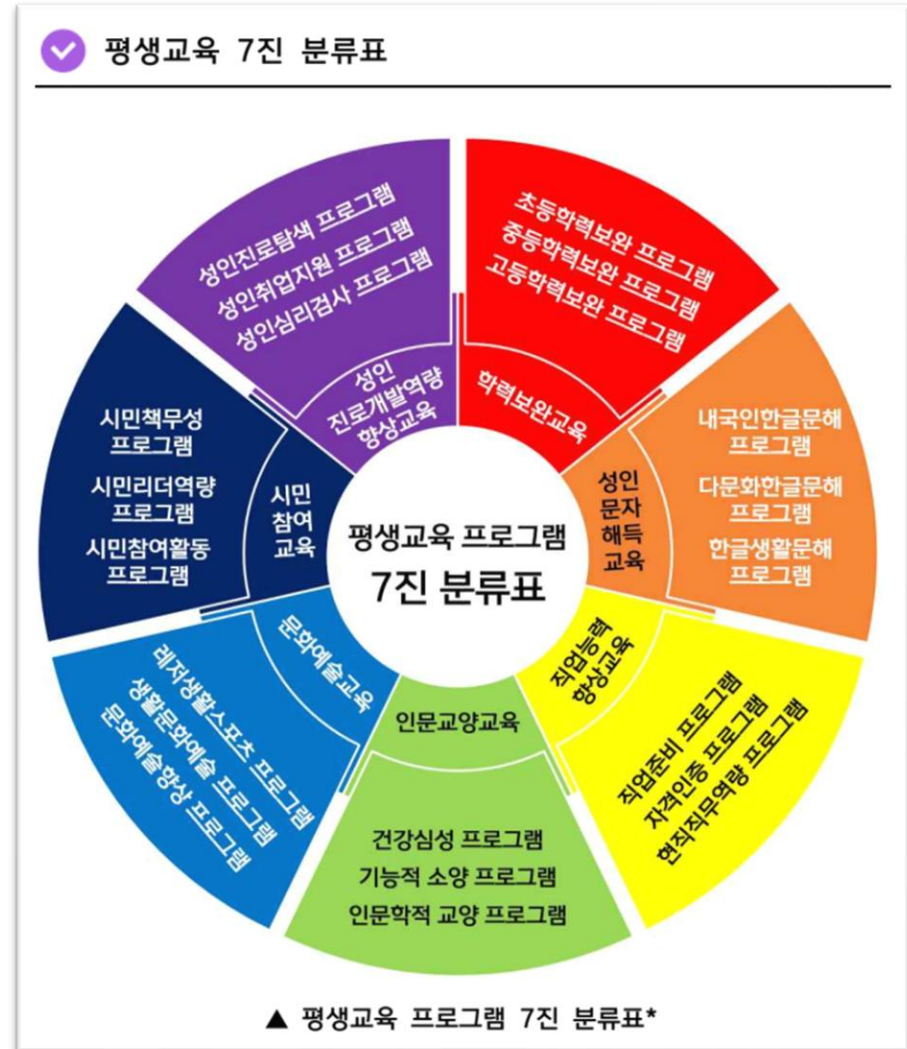 평생교육 7진 분류표
초등학력보완 프로그램
중등학력보완 프로그램
고등학력보완 프로그램
학력보완교육
내국인한글문해
프로그램
다문화한글문해
프로그램
한글생활문해
프로그램
성인
문자
해득
교육
직업준비 프로그램
자격인증 프로그램
현직직무역량 프로그램
직업능력
향상교육
인문교양교육
건강심성 프로그램
기능적 소양 프로그램
인문학적 교양 프로그램
문화예술교육
레저생활스포츠 프로그램
생활문화예술 프로그램
문화예술향상 프로그램
시민
참여
교육
시민책무성
프로그램
시민리더역량
프로그램
시민참여활동
프로그램
성인진로탐색 프로그램
성인취업지원 프로그램
성인심리검사 프로그램
성인
진로개발역량
향상교육
평생교육 프로그램
7진 분류표
▲ 평생교육 프로그램 7진 분류표*